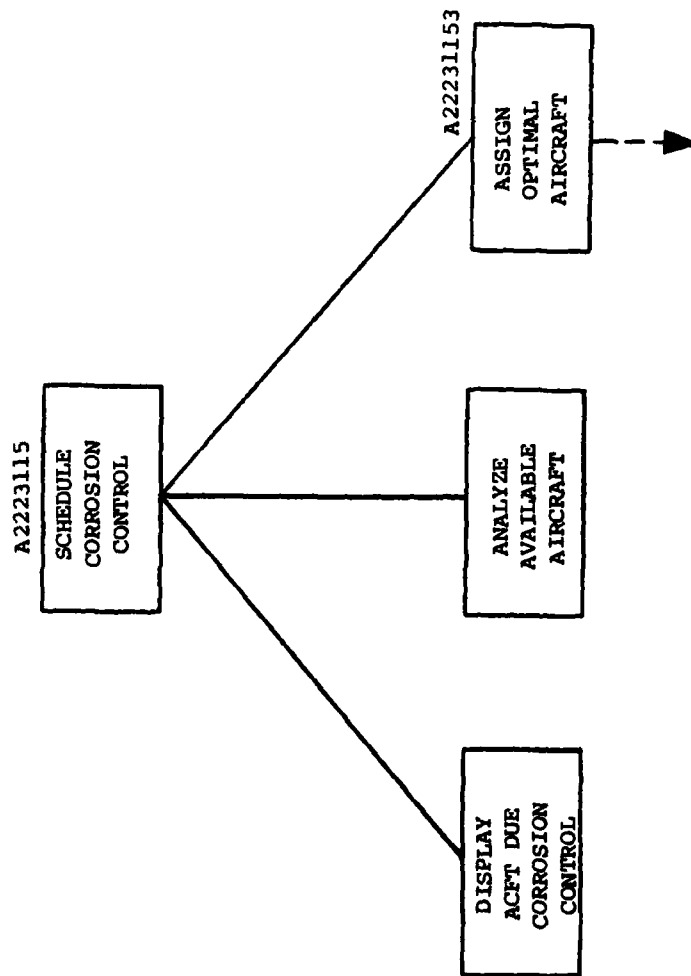 A2223115
SCHEDULE
CORROSION
CONTROL
DISPLAY
ACFT DUE
CORROSION
CONTROL
ANALYZE
AVAILABLE
AIRCRAFT
A22231153
ASSIGN
OPTIMAL
AIRCRAFT